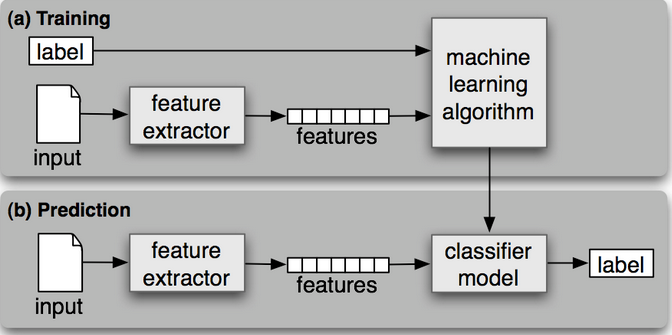 (a) Training
label
machine
learning
algorithm
feature
extractor
features
input
(b) Prediction
feature
extractor
features
input
classifier
model
label